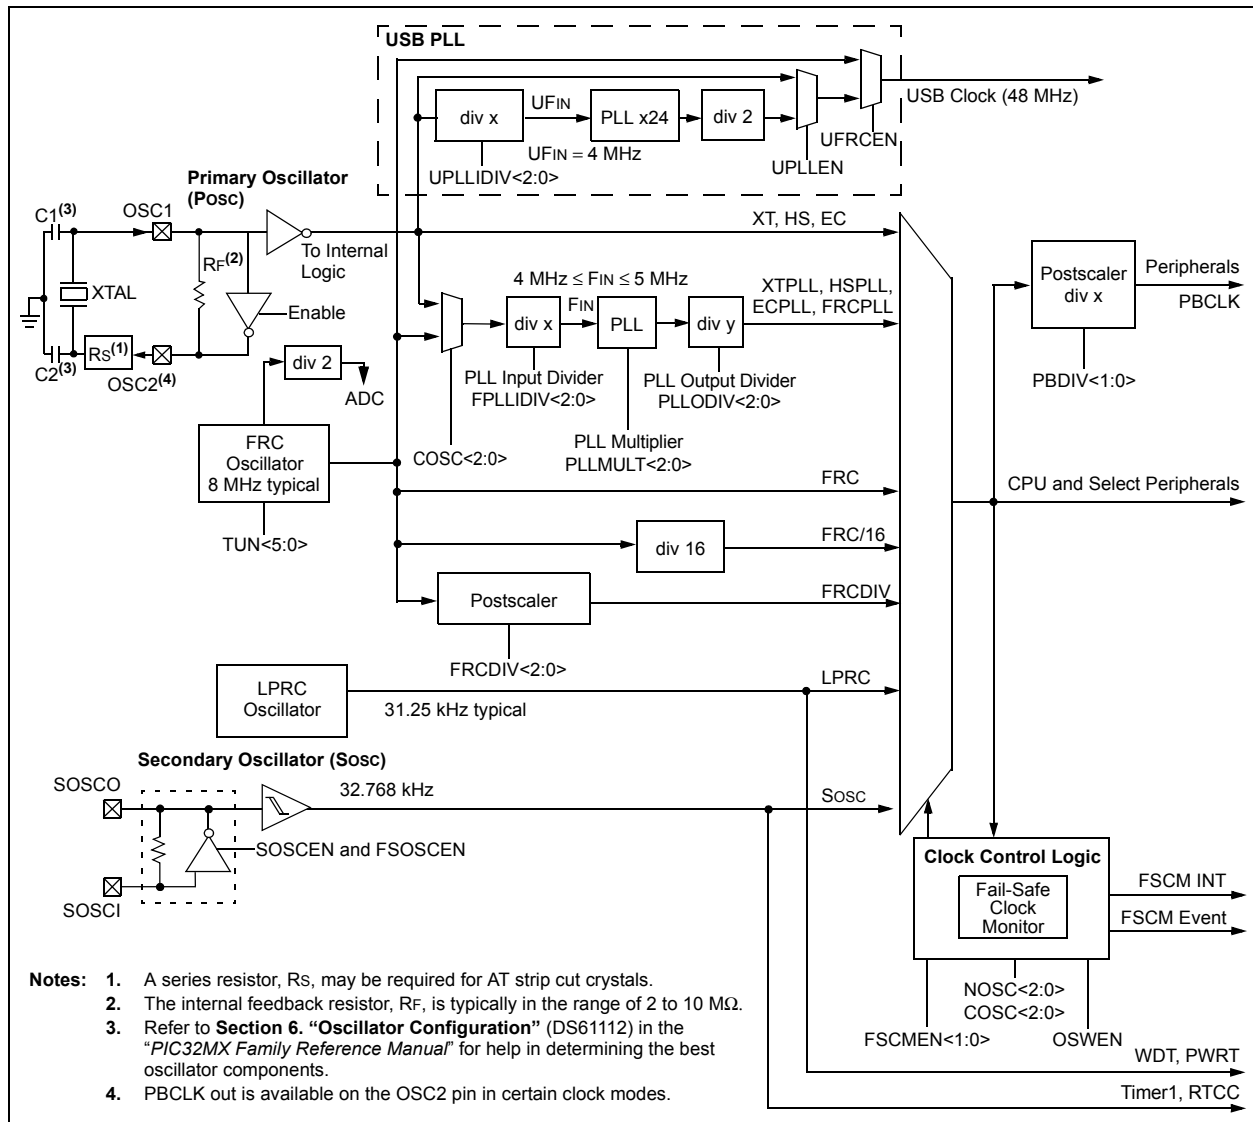 USB PLL
USB Clock (48 MHz)
div x
UFIN
PLL x24
div 2
UFIN = 4 MHz
UFRCEN
UPLLEN
UPLLIDIV<2:0>
Primary Oscillator
(POSC)
C1(3)
OSC1
XT, HS, EC
To Internal
Logic
RF(2)
XTAL
Enable
4 MHz ≤ FIN ≤ 5 MHz
FIN
div x
PLL
div y
XTPLL, HSPLL,
ECPLL, FRCPLL
Postscaler
div x
Peripherals
PBCLK
RS(1)
C2(3)
OSC2(4)
div 2
ADC
PLL Input Divider
FPLLIDIV<2:0>
PLL Output Divider
PLLODIV<2:0>
PBDIV<1:0>
COSC<2:0>
PLL Multiplier
PLLMULT<2:0>
FRC
Oscillator
8 MHz typical
TUN<5:0>
FRC
CPU and Select Peripherals
div 16
FRC/16
Postscaler
FRCDIV
FRCDIV<2:0>
LPRC
Oscillator
31.25 kHz typical
LPRC
Secondary Oscillator (SOSC)
SOSCO
32.768 kHz
SOSC
SOSCEN and FSOSCEN
SOSCI
Clock Control Logic
Fail-Safe
Clock
Monitor
FSCM INT
FSCM Event
NOSC<2:0>
COSC<2:0>
FSCMEN<1:0>
OSWEN
WDT, PWRT
Timer1, RTCC
Notes: 1. A series resistor, RS, may be required for AT strip cut crystals.
2. The internal feedback resistor, RF, is typically in the range of 2 to 10 MΩ.
3. Refer to Section 6. “Oscillator Configuration” (DS61112) in the
“PIC32MX Family Reference Manual” for help in determining the best
oscillator components.
4. PBCLK out is available on the OSC2 pin in certain clock modes.